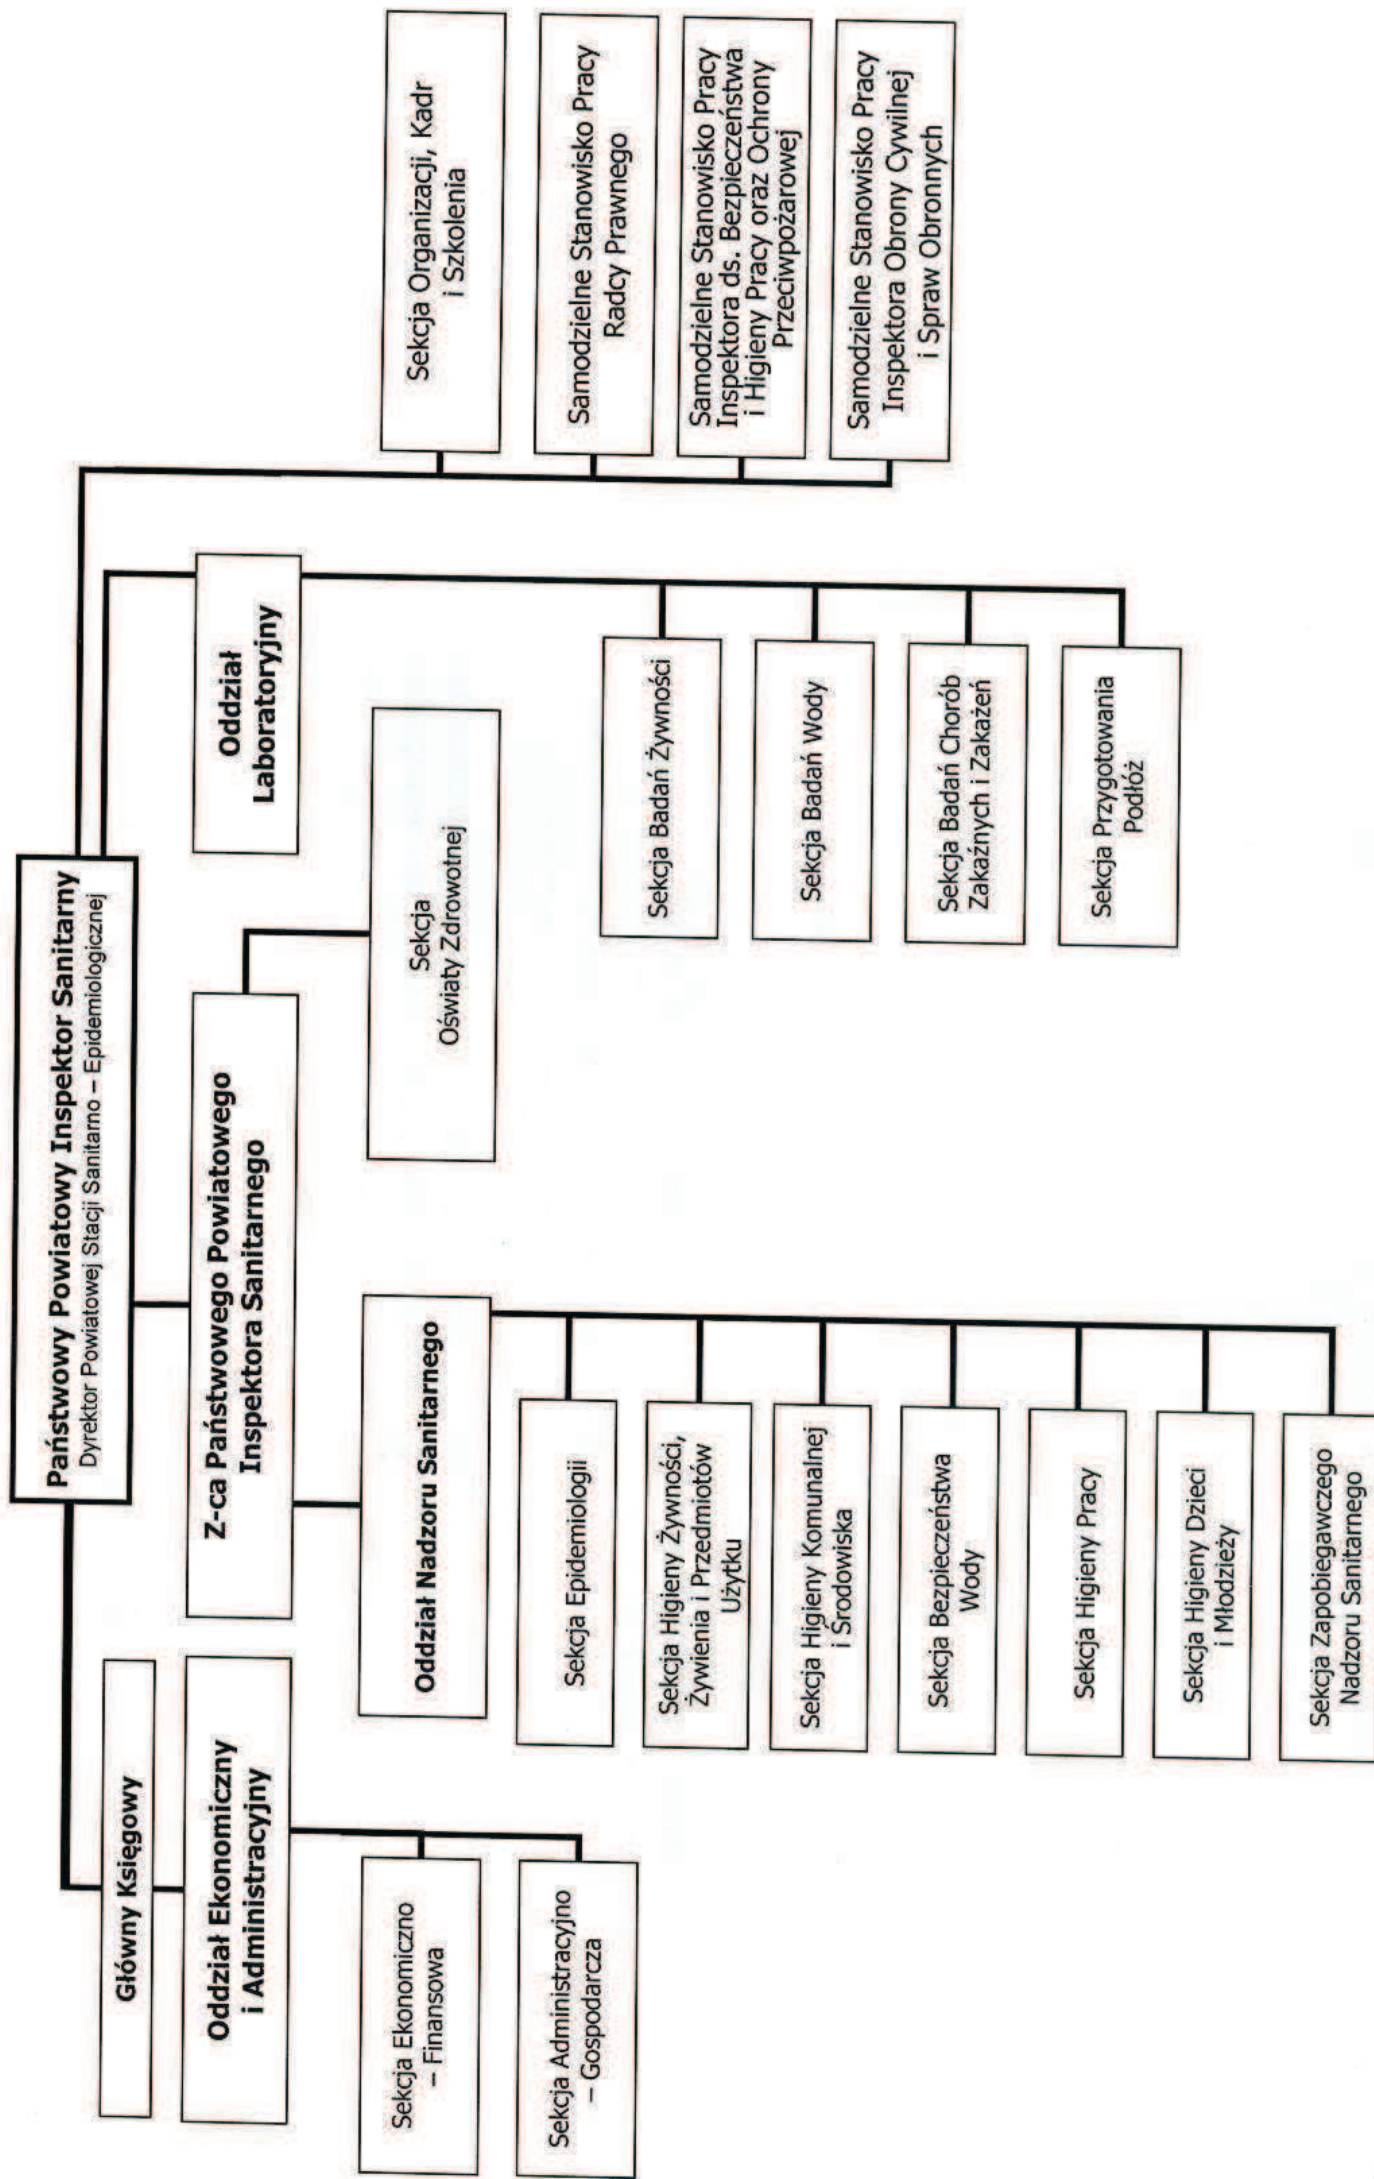 Państwowy Powiatowy Inspektor Sanitarny
Dyrektor Powiatowej Stacji Sanitarno – Epidemiologicznej
Główny Księgowy
Oddział Ekonomiczny
i Administracyjny
Sekcja Ekonomiczno
– Finansowa
Sekcja Administracyjno
– Gospodarcza
Z-ca Państwowego Powiatowego
Inspektora Sanitarnego
Oddział Nadzoru Sanitarnego
Sekcja Epidemiologii
Sekcja Higieny Żywności,
Żywienia i Przedmiotów
Użytku
Sekcja Higieny Komunalnej
i Środowiska
Sekcja Bezpieczeństwa
Wody
Sekcja Higieny Pracy
Sekcja Higieny Dzieci
i Młodzieży
Sekcja Zapobiegawczego
Nadzoru Sanitarnego
Sekcja
Oświaty Zdrowotnej
Oddział
Laboratoryjny
Sekcja Badań Żywności
Sekcja Badań Wody
Sekcja Badań Chorób
Zakaźnych i Zakażeń
Sekcja Przygotowania
Podłóż
Sekcja Organizacji, Kadr
i Szkolenia
Samodzielne Stanowisko Pracy
Radcy Prawnego
Samodzielne Stanowisko Pracy
Inspektora ds. Bezpieczeństwa
i Higieny Pracy oraz Ochrony
Przeciwpożarowej
Samodzielne Stanowisko Pracy
Inspektora Obrony Cywilnej
i Spraw Obronnych